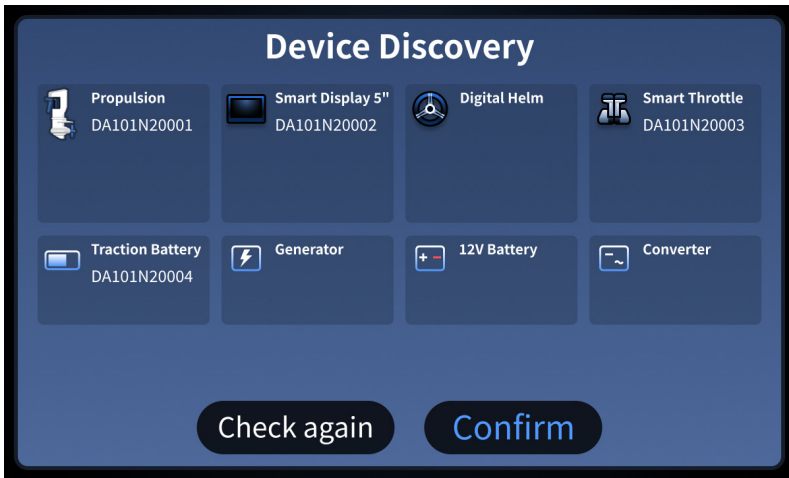 Device Discovery
Propulsion
DA101N20001
Smart Display 5"
DA101N20002
Digital Helm
Smart Throttle
DA101N20003
Traction Battery
DA101N20004
Generator
12V Battery
Converter
Check again
Confirm